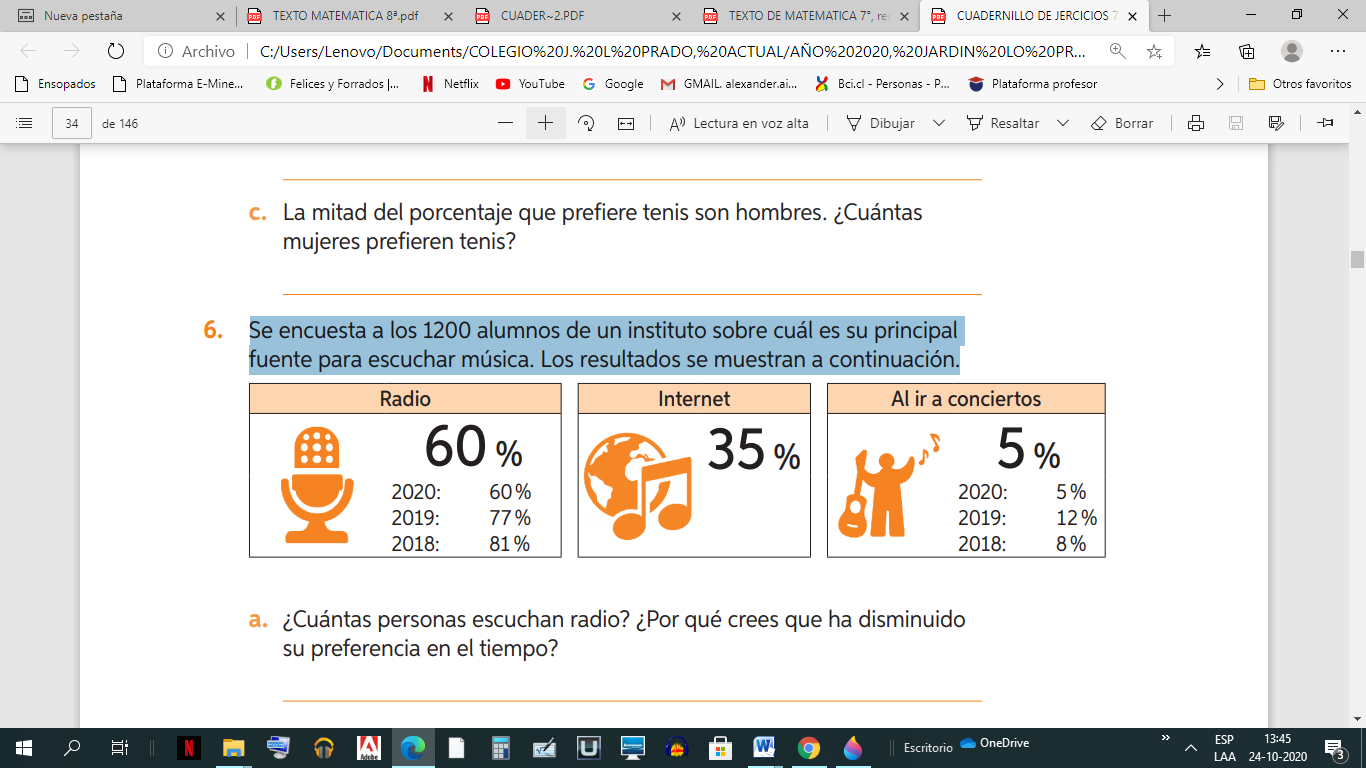 Nueva pestaña
TEXTO MATEMATICA 8ª.pdf
CUADER~2.PDF
TEXTO DE MATEMATICA 7°, rec
CUADERNILLO DE JERCICIOS 7
Archivo
C:/Users/Lenovo/Documents/COLEGIO%20J.%20L%20PRADO,%20ACTUAL/AÑO%202020,%20JARDIN%20LO%20PR...
Ensopados
Plataforma E-Mine...
Felices y Forrados |...
Netflix
YouTube
Google
GMAIL. alexander.ai...
Bci.cl - Personas - P...
Plataforma profesor
Otros favoritos
34 de 146
Lectura en voz alta
Dibujar
Resaltar
Borrar
c. La mitad del porcentaje que prefiere tenis son hombres. ¿Cuántas
mujeres prefieren tenis?
6. Se encuesta a los 1200 alumnos de un instituto sobre cuál es su principal
fuente para escuchar música. Los resultados se muestran a continuación.
Radio
60 %
2020: 60 %
2019: 77 %
2018: 81 %
Internet
35 %
Al ir a conciertos
5 %
2020: 5 %
2019: 12 %
2018: 8 %
a. ¿Cuántas personas escuchan radio? ¿Por qué crees que ha disminuido
su preferencia en el tiempo?
Escritorio
OneDrive
ESP
LAA
13:45
24-10-2020
3